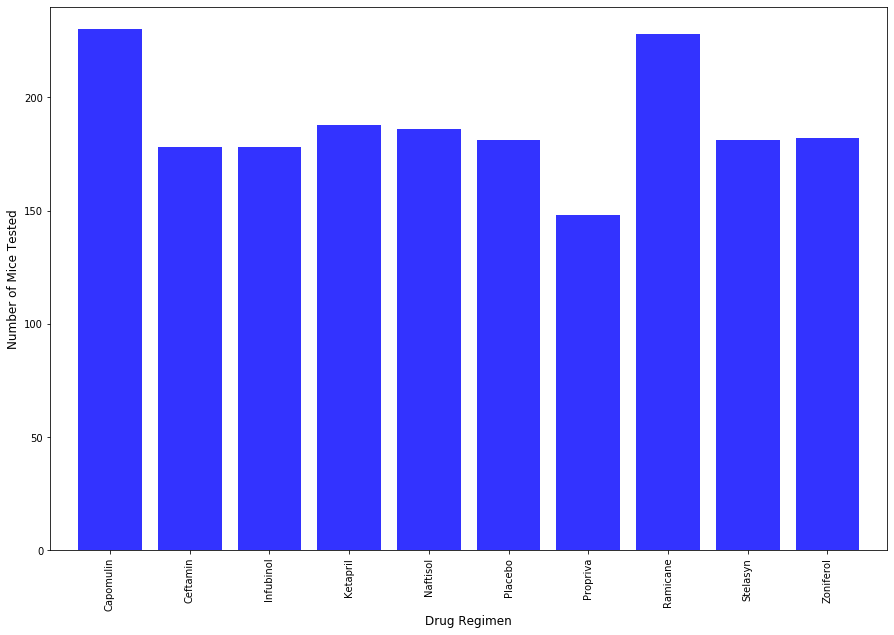 Number of Mice Tested
200
150
100
50
0
Capomulin
Ceftamin
Infubinol
Ketapril
Naftisol
Placebo
Propriva
Ramicane
Stelasyn
Zoniferol
Drug Regimen